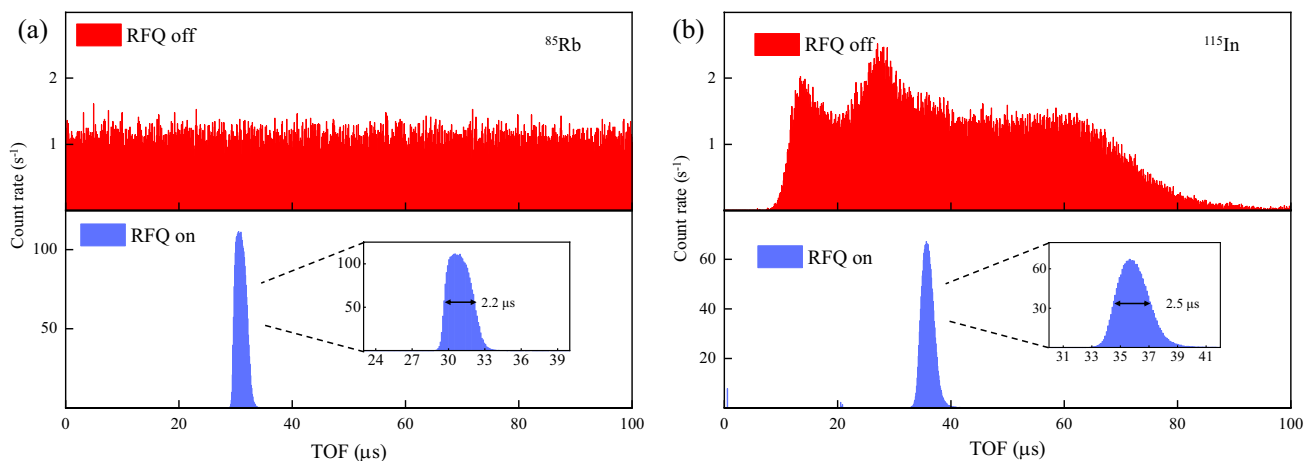 (a)
RFQ off
⁸⁵Rb
2
1
Count rate (s⁻¹)
RFQ on
100
50
100
50
2.2 μs
24 27 30 33 36 39
0 20 40 60 80 100
TOF (μs)
(b)
RFQ off
¹¹⁵In
2
1
Count rate (s⁻¹)
RFQ on
60
40
20
60
30
2.5 μs
31 33 35 37 39 41
0 20 40 60 80 100
TOF (μs)